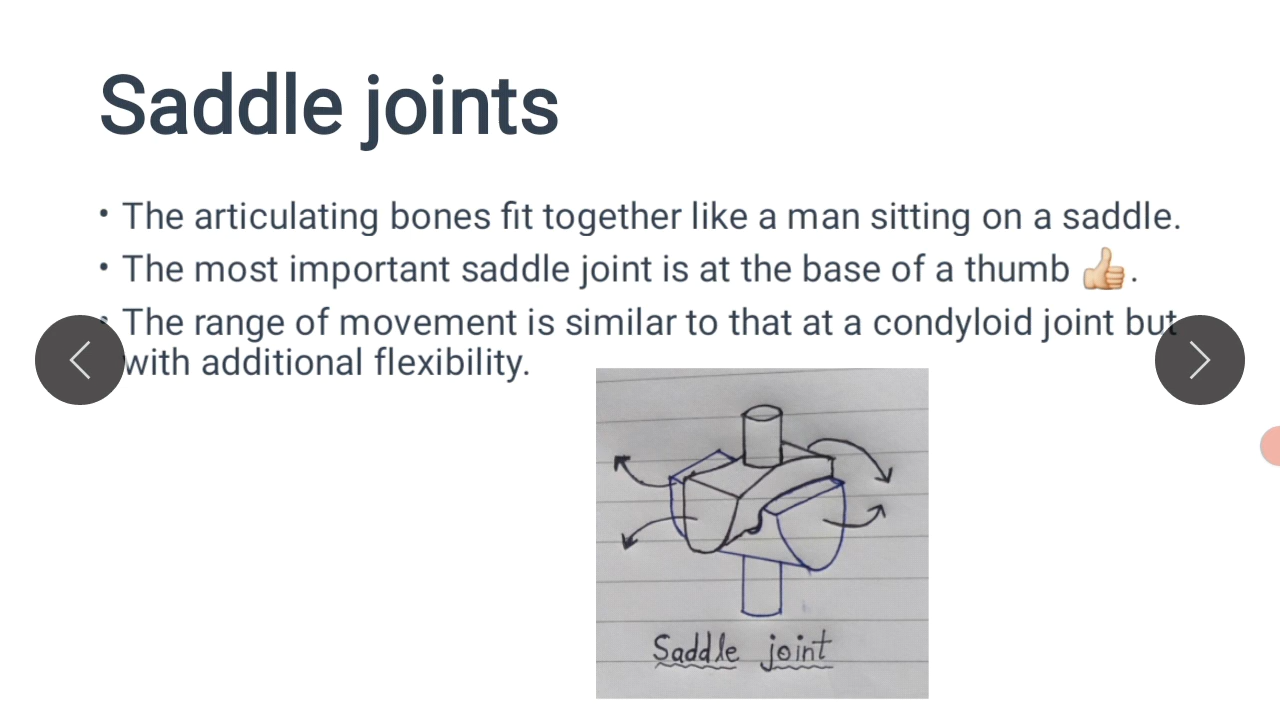 Saddle joints
• The articulating bones fit together like a man sitting on a saddle.
• The most important saddle joint is at the base of a thumb 👍🏻.
• The range of movement is similar to that at a condyloid joint but
with additional flexibility.
Saddle joint